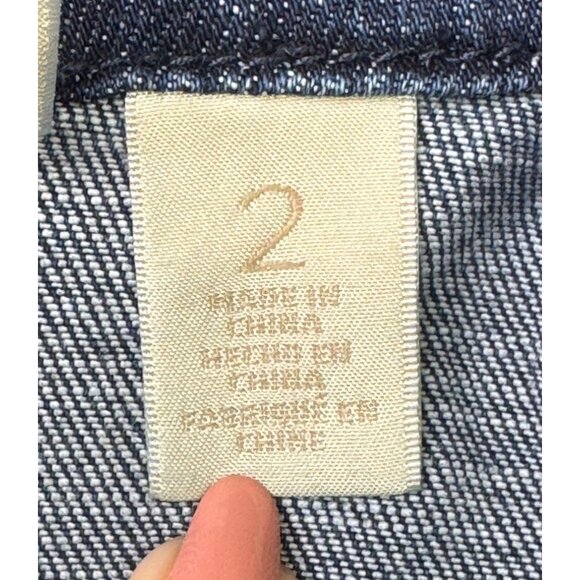 2
MADE IN
CHINA
HECHO EN
CHINA
FABRIQUÉ EN
CHINE